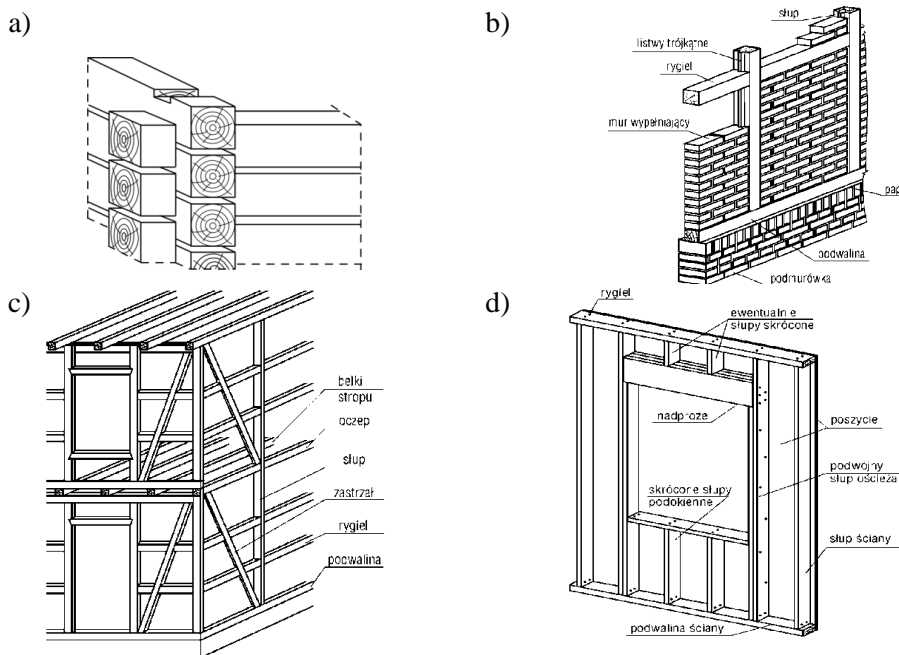 a)
b)
słup
listwy trójkątne
rygiel
mur wypełniający
pap
podwalina
podmurówka
c)
belki
stropu
oczep
słup
zastrzał
rygiel
podwalina
d)
rygiel
ewentualne
słupy skrócone
nadproże
poszycie
podwójny
słup oścież
skrócone słupy
podokienne
słup ściany
podwalina ściany